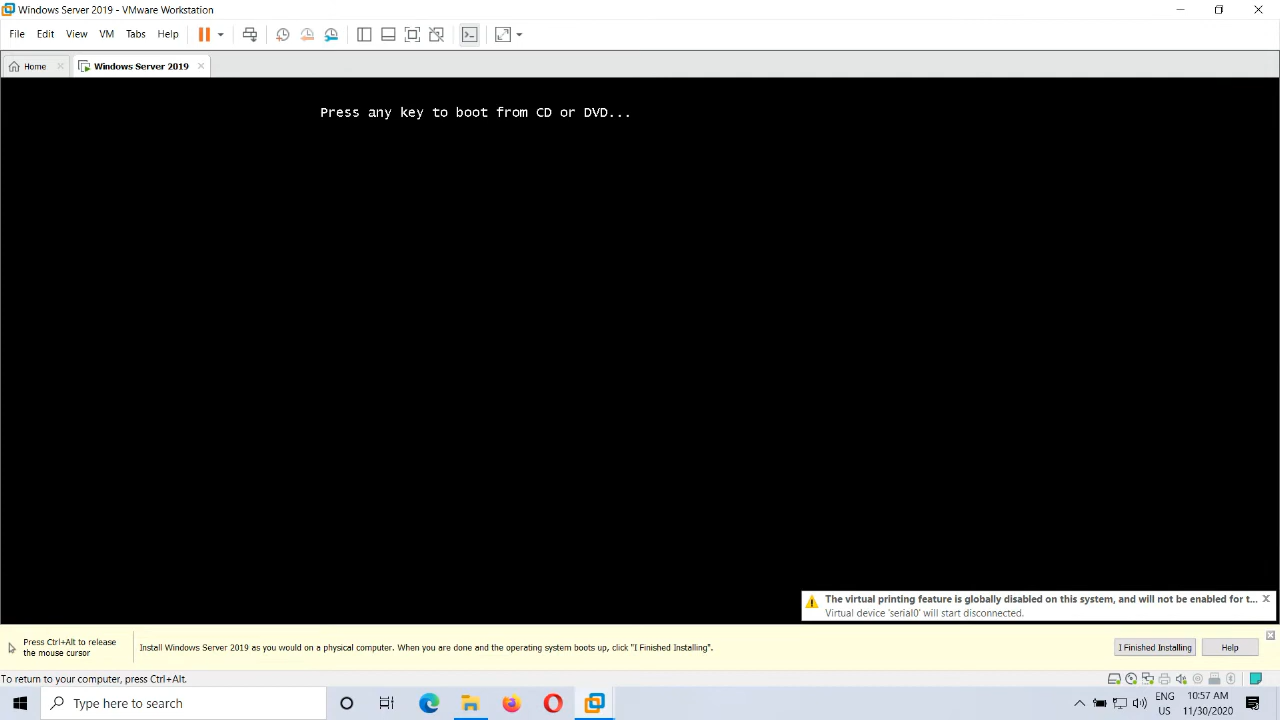 Windows Server 2019 - VMware Workstation
File Edit View VM Tabs Help
Home Windows Server 2019
Press any key to boot from CD or DVD...
The virtual printing feature is globally disabled on this system, and will not be enabled for t...
Virtual device 'serial0' will start disconnected.
Press Ctrl+Alt to release
the mouse cursor
Install Windows Server 2019 as you would on a physical computer. When you are done and the operating system boots up, click "I Finished Installing".
I Finished Installing Help
To return to your computer, press Ctrl+Alt.
Type here to search
ENG
US
10:57 AM
11/30/2020